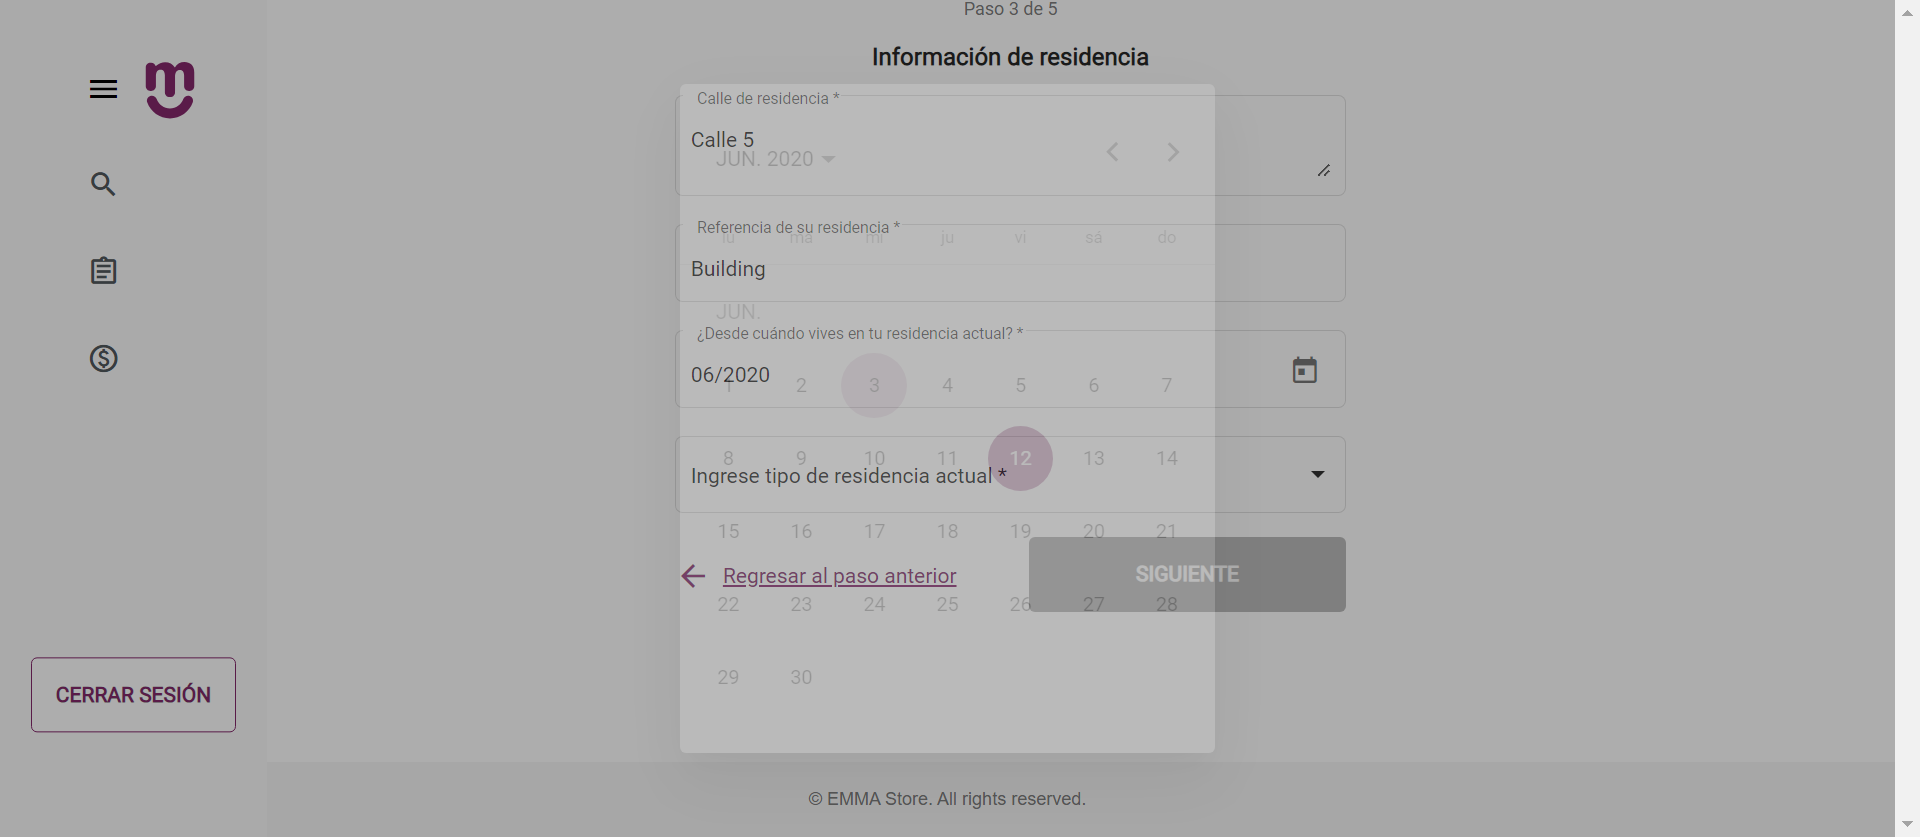 Paso 3 de 5
Información de residencia
Calle de residencia *
Calle 5
JUN. 2020
Referencia de su residencia *
lu ma mi ju vi sá do
Building
JUN.
¿Desde cuándo vives en tu residencia actual? *
06/2020
1 2 3 4 5 6 7
8 9 10 11 12 13 14
Ingrese tipo de residencia actual *
15 16 17 18 19 20 21
Regresar al paso anterior
SIGUIENTE
22 23 24 25 26 27 28
29 30
CERRAR SESIÓN
© EMMA Store. All rights reserved.